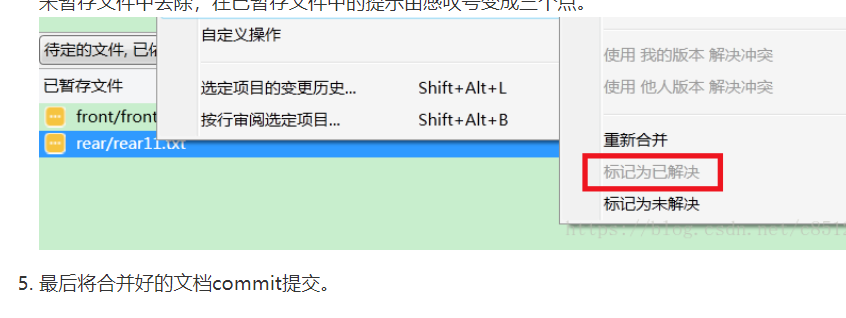 未暂存文件中去除，在已暂存文件中的提示由感叹号变成三个点。
自定义操作
待定的文件, 已依
已暂存文件
选定项目的变更历史... Shift+Alt+L
front/front
按行审阅选定项目... Shift+Alt+B
rear/rear11.txt
使用 我的版本 解决冲突
使用 他人版本 解决冲突
重新合并
标记为已解决
标记为未解决
https://blog.csdn.net/c8512
5. 最后将合并好的文档commit提交。